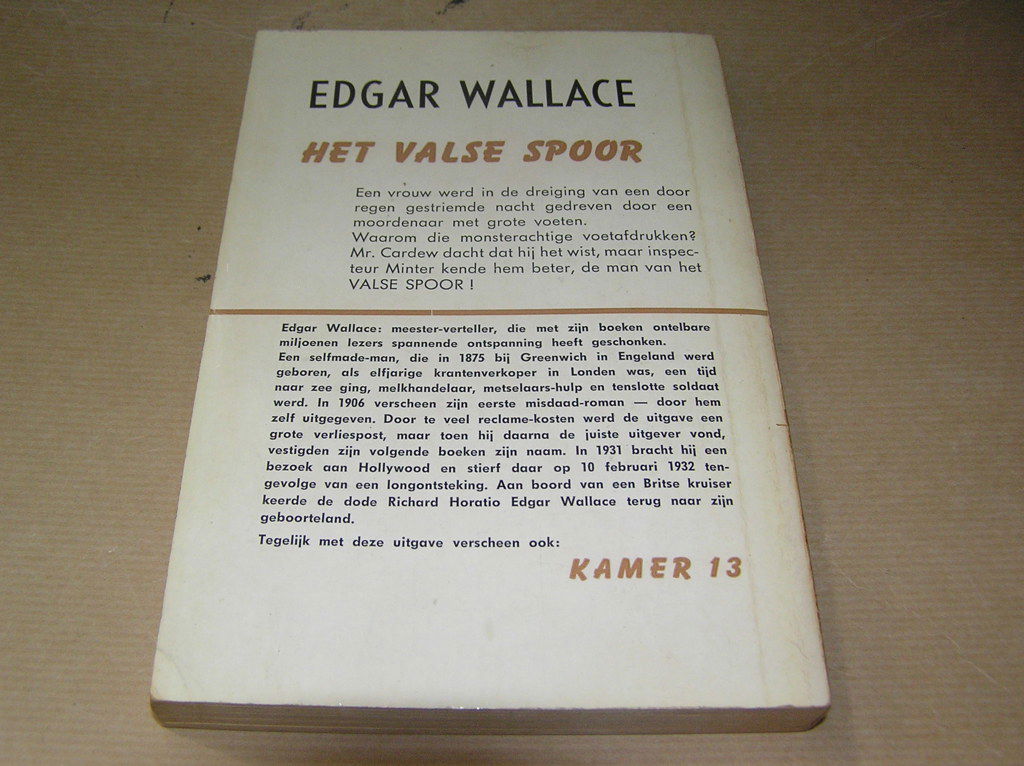 EDGAR WALLACE
HET VALSE SPOOR
Een vrouw werd in de dreiging van een door
regen gestriemde nacht gedreven door een
moordenaar met grote voeten.
Waarom die monsterachtige voetafdrukken?
Mr. Cardew dacht dat hij het wist, maar inspec-
teur Minter kende hem beter, de man van het
VALSE SPOOR !
Edgar Wallace: meester-verteller, die met zijn boeken ontelbare
miljoenen lezers spannende ontspanning heeft geschonken.
Een selfmade-man, die in 1875 bij Greenwich in Engeland werd
geboren, als elfjarige krantenverkoper in Londen was, een tijd
naar zee ging, melkhandelaar, metselaars-hulp en tenslotte soldaat
werd. In 1906 verscheen zijn eerste misdaad-roman — door hem
zelf uitgegeven. Door te veel reclame-kosten werd de uitgave een
grote verliespost, maar toen hij daarna de juiste uitgever vond,
vestigden zijn volgende boeken zijn naam. In 1931 bracht hij een
bezoek aan Hollywood en stierf daar op 10 februari 1932 ten-
gevolge van een longontsteking. Aan boord van een Britse kruiser
keerde de dode Richard Horatio Edgar Wallace terug naar zijn
geboorteland.
Tegelijk met deze uitgave verscheen ook:
KAMER 13